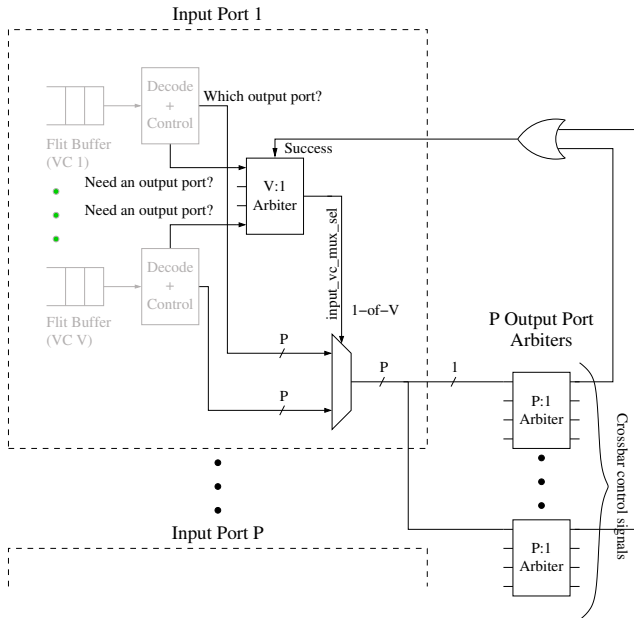 Input Port 1
Decode
+
Control
Which output port?
Flit Buffer
(VC 1)
Success
Need an output port?
V:1
Arbiter
Need an output port?
input_vc_mux_sel
Decode
+
Control
1−of−V
Flit Buffer
(VC V)
P Output Port
Arbiters
P
P
1
P:1
Arbiter
P
Crossbar control signals
Input Port P
P:1
Arbiter